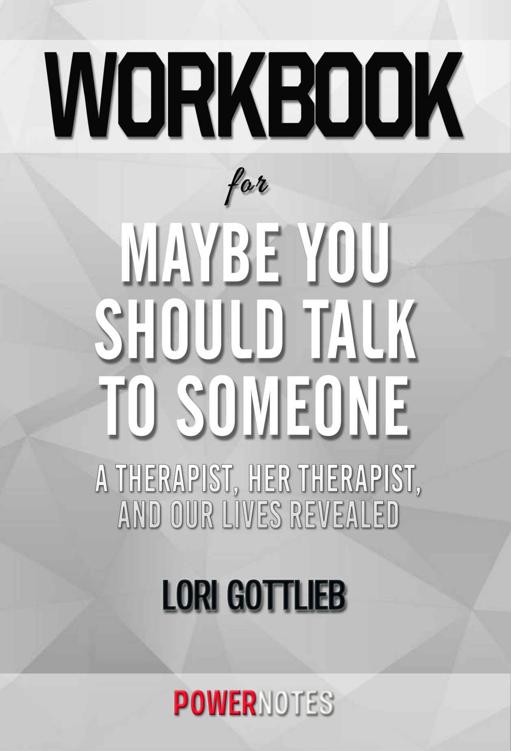 WORKBOOK
for
MAYBE YOU
SHOULD TALK
TO SOMEONE
A THERAPIST, HER THERAPIST,
AND OUR LIVES REVEALED
LORI GOTTLIEB
POWERNOTES